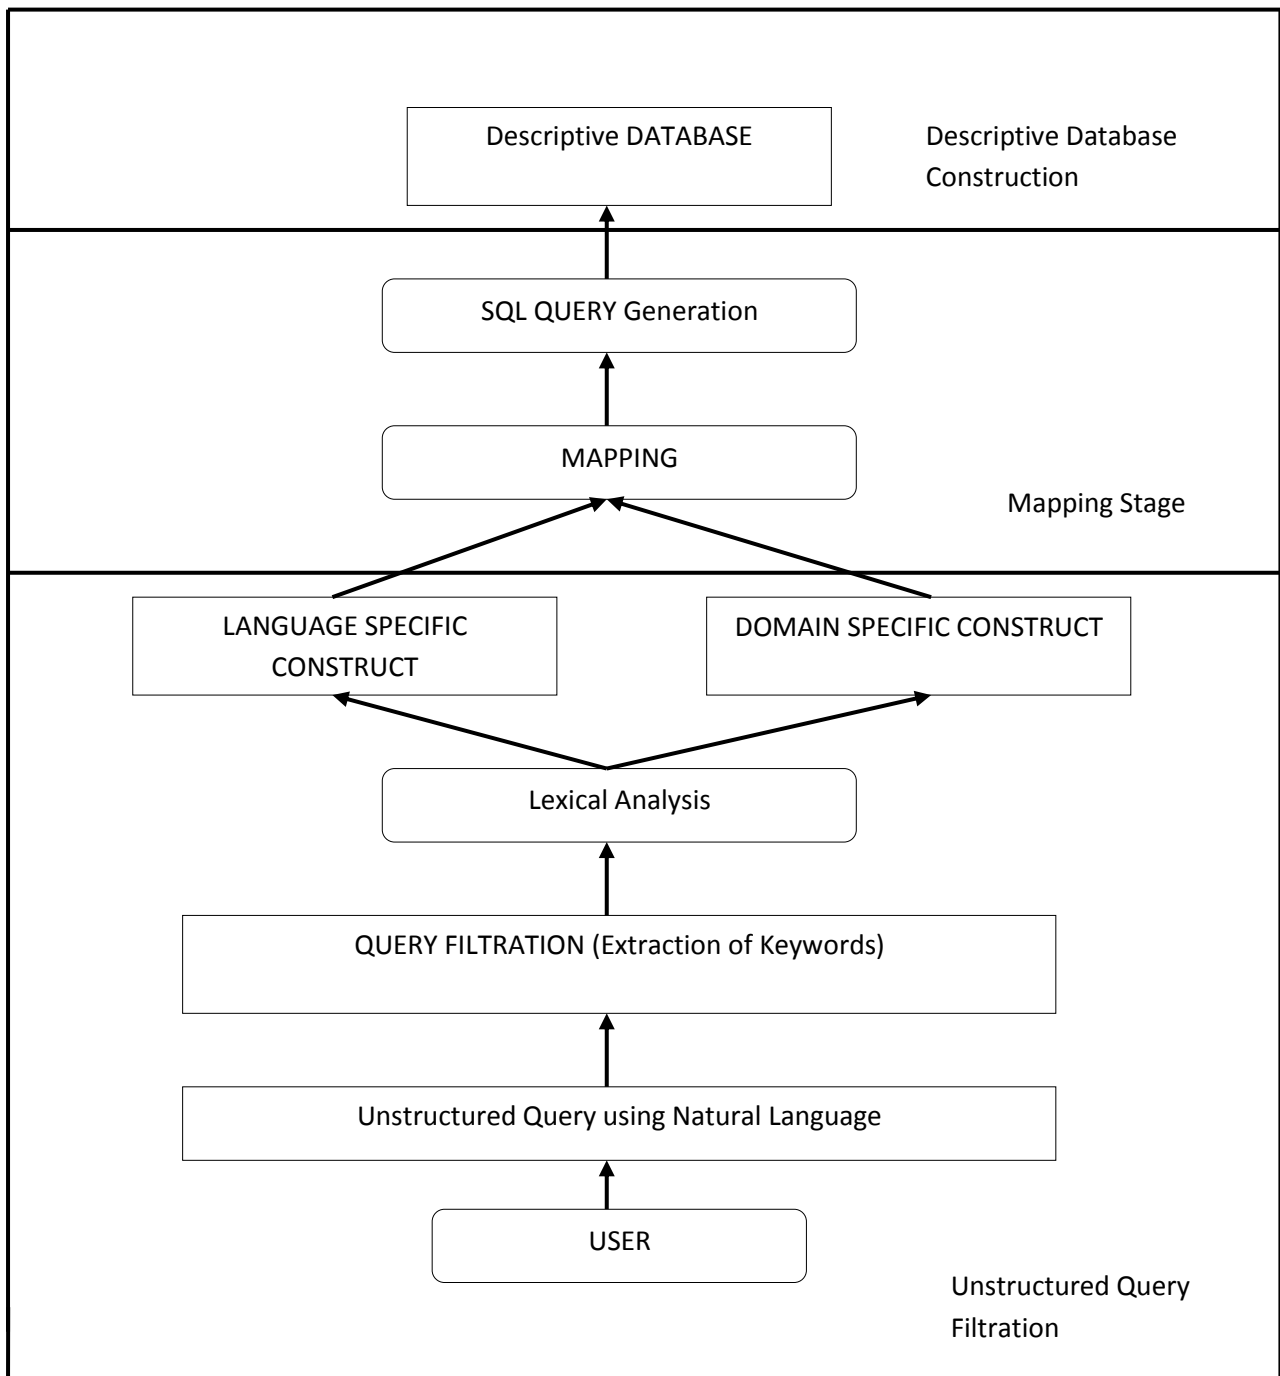 Descriptive DATABASE
Descriptive Database
Construction
SQL QUERY Generation
MAPPING
Mapping Stage
LANGUAGE SPECIFIC
CONSTRUCT
DOMAIN SPECIFIC CONSTRUCT
Lexical Analysis
QUERY FILTRATION (Extraction of Keywords)
Unstructured Query using Natural Language
USER
Unstructured Query
Filtration